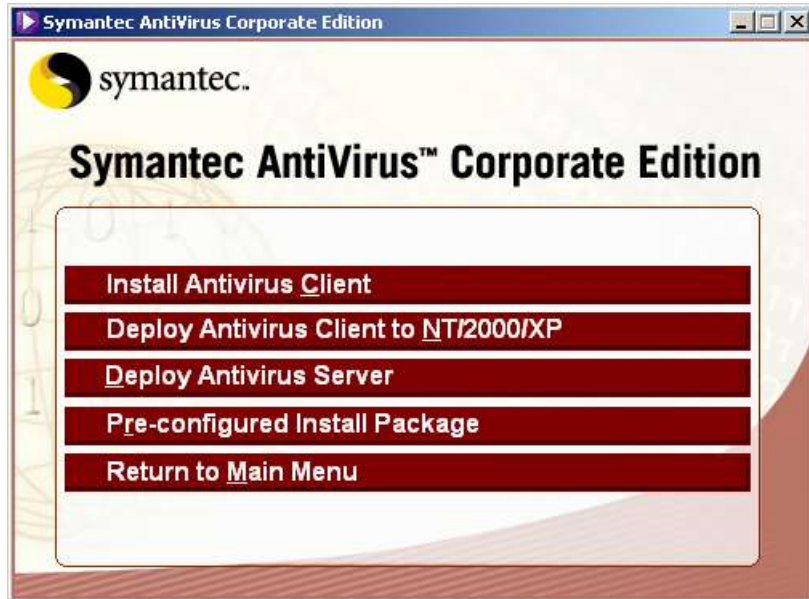 Symantec AntiVirus Corporate Edition
symantec.
Symantec AntiVirus™ Corporate Edition
Install Antivirus Client
Deploy Antivirus Client to NT/2000/XP
Deploy Antivirus Server
Pre-configured Install Package
Return to Main Menu